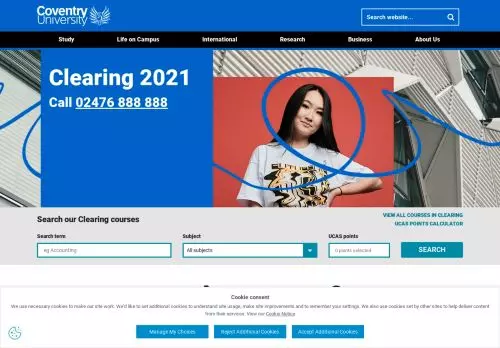 Coventry
University
Search website...
Study
Life on Campus
International
Research
Business
About Us
Clearing 2021
Call 02476 888 888
VIEW ALL COURSES IN CLEARING
Search our Clearing courses
UCAS POINTS CALCULATOR
Search term
Subject
UCAS points
eg Accounting
All subjects
0 points selected
SEARCH
Cookie consent
We use necessary cookies to make our site work. We'd like to set additional cookies to understand site usage, make site improvements and to remember your settings. We also use cookies set by other sites to help deliver content
from their services. View our Cookie Notice
Manage My Choices
Reject Additional Cookies
Accept Additional Cookies